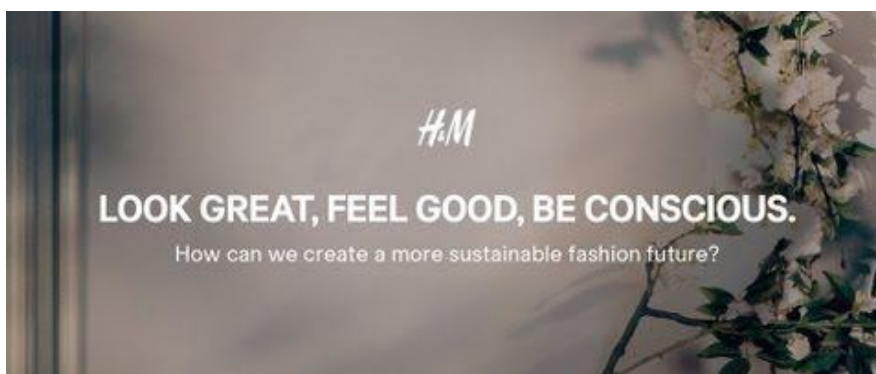 H&M
LOOK GREAT, FEEL GOOD, BE CONSCIOUS.
How can we create a more sustainable fashion future?